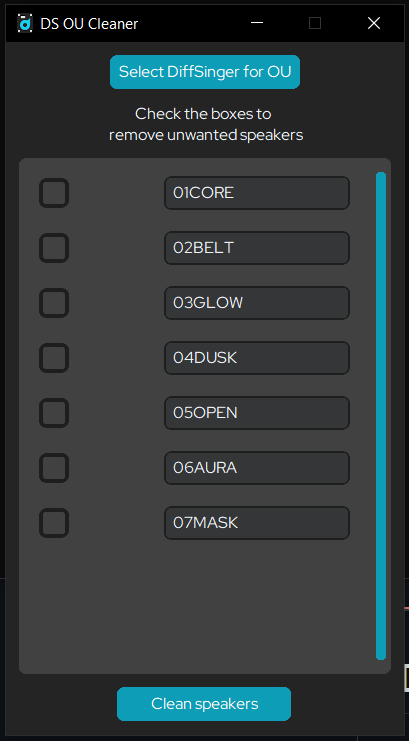 DS OU Cleaner
Select DiffSinger for OU
Check the boxes to
remove unwanted speakers
01CORE
02BELT
03GLOW
04DUSK
05OPEN
06AURA
07MASK
Clean speakers